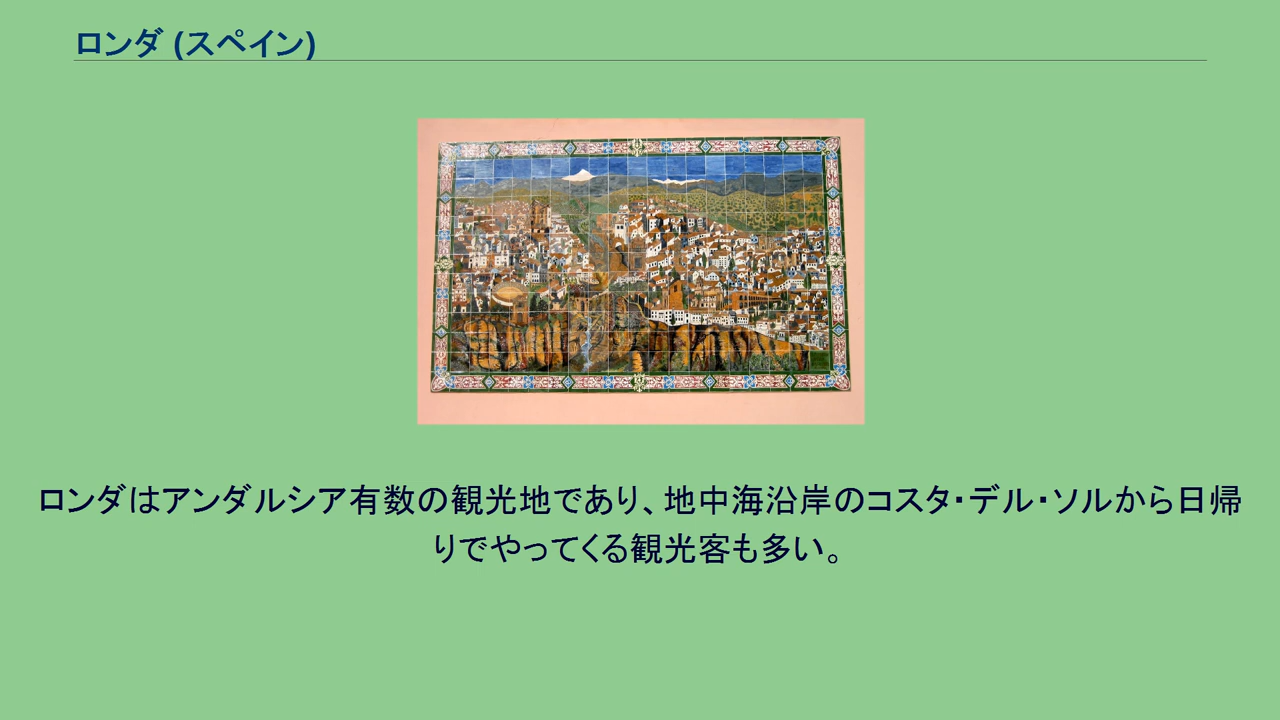 ロンダ (スペイン)
ロンダはアンダルシア有数の観光地であり、地中海沿岸のコスタ・デル・ソルから日帰
りでやってくる観光客も多い。